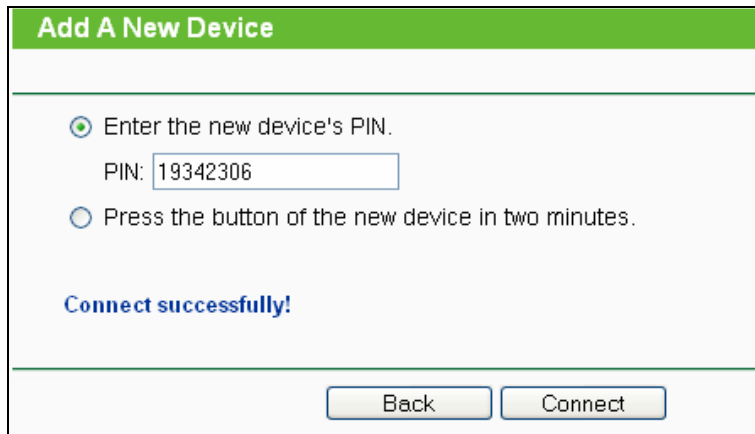 Add A New Device
Enter the new device's PIN.
PIN: 19342306
Press the button of the new device in two minutes.
Connect successfully!
Back Connect